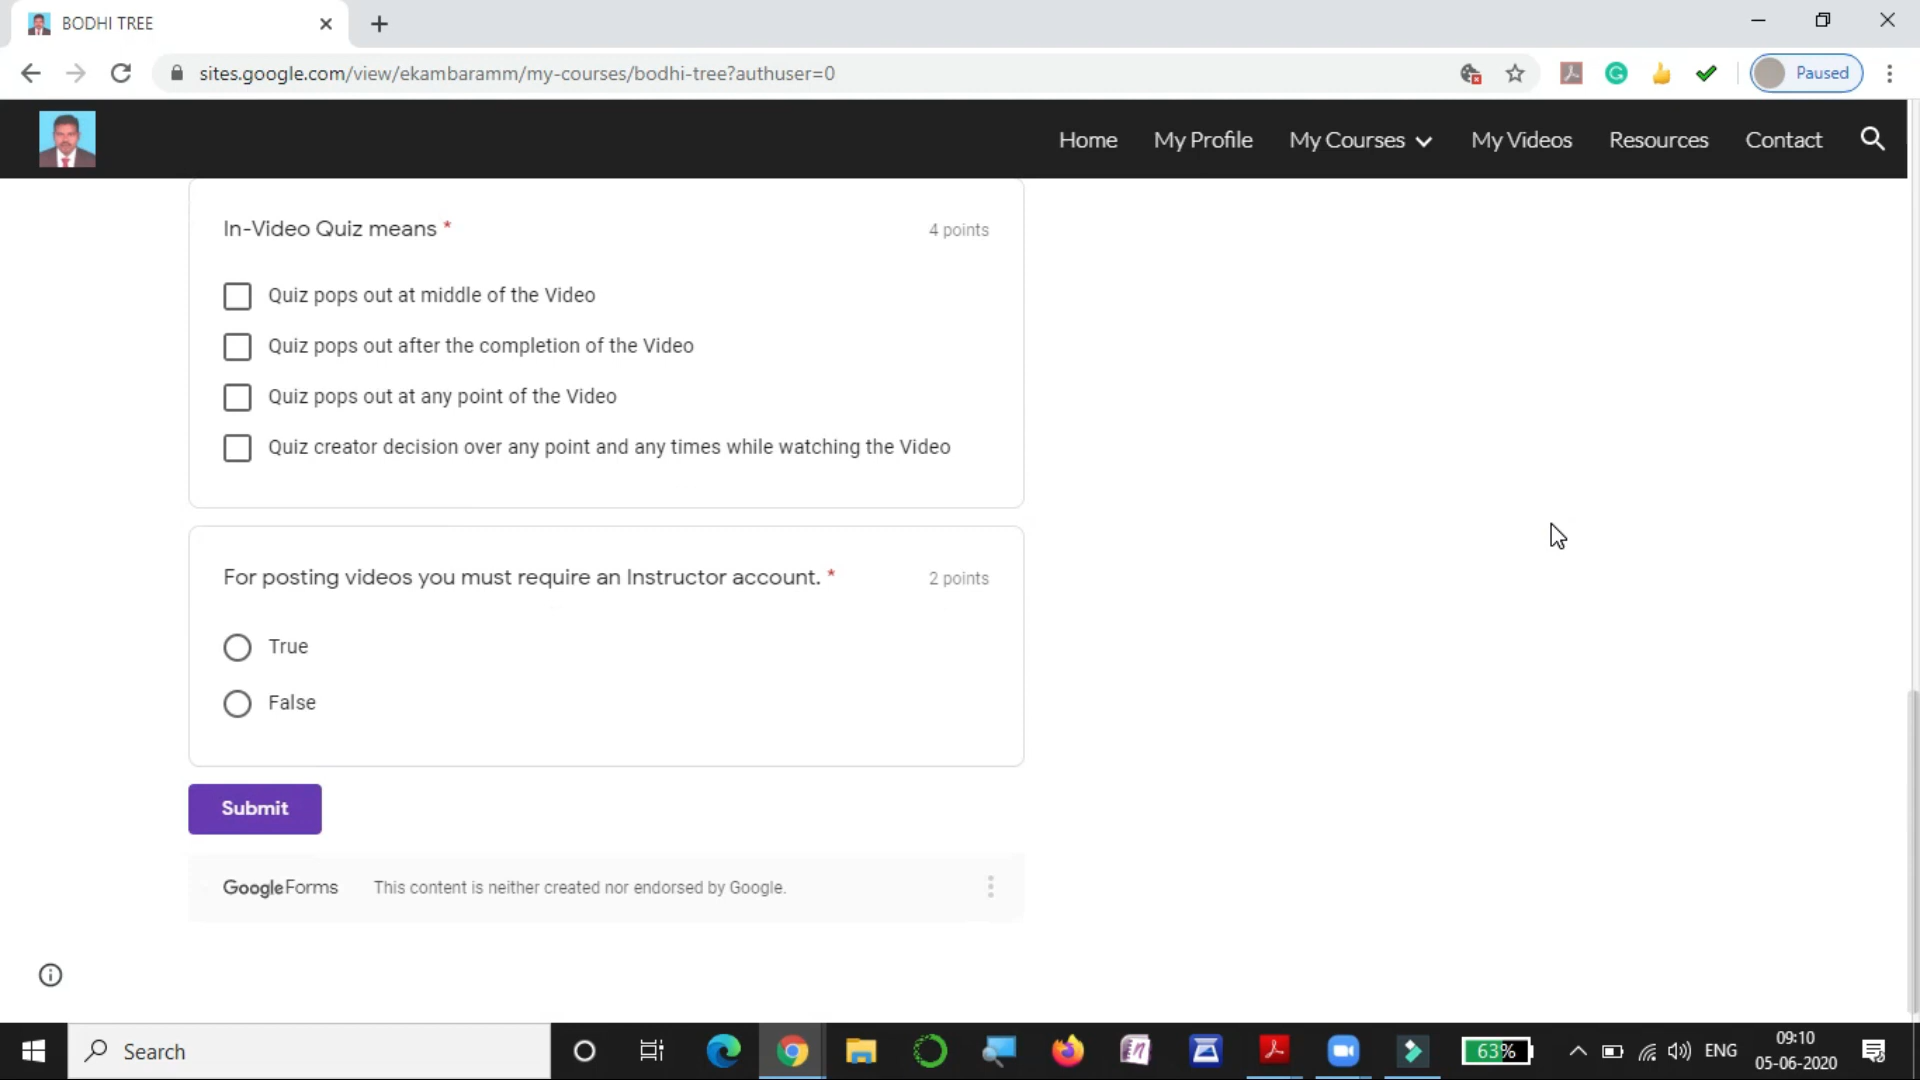 BODHI TREE
sites.google.com/view/ekambaramm/my-courses/bodhi-tree?authuser=0
Paused
Home My Profile My Courses My Videos Resources Contact
In-Video Quiz means * 4 points
Quiz pops out at middle of the Video
Quiz pops out after the completion of the Video
Quiz pops out at any point of the Video
Quiz creator decision over any point and any times while watching the Video
For posting videos you must require an Instructor account. * 2 points
True
False
Submit
Google Forms This content is neither created nor endorsed by Google.
Search 63% ENG 09:10
05-06-2020